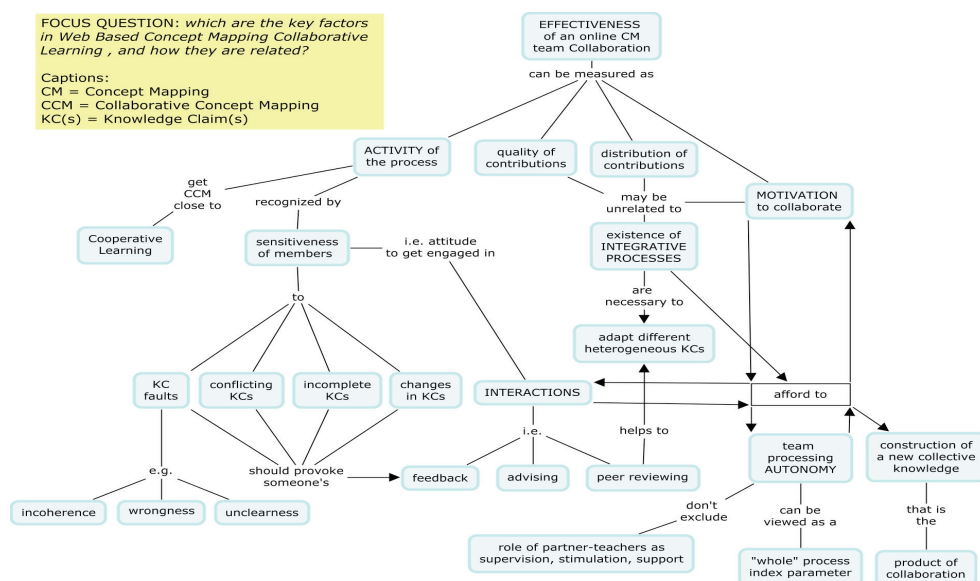 FOCUS QUESTION: which are the key factors
in Web Based Concept Mapping Collaborative
Learning , and how they are related?
Captions:
CM = Concept Mapping
CCM = Collaborative Concept Mapping
KC(s) = Knowledge Claim(s)
EFFECTIVENESS
of an online CM
team Collaboration
can be measured as
ACTIVITY of
the process
quality of
contributions
distribution of
contributions
MOTIVATION
to collaborate
get
CCM
close to
recognized by
may be
unrelated to
Cooperative
Learning
sensitiveness
of members
i.e. attitude
to get engaged in
existence of
INTEGRATIVE
PROCESSES
to
are
necessary to
adapt different
heterogeneous KCs
KC
faults
conflicting
KCs
incomplete
KCs
changes
in KCs
INTERACTIONS
afford to
i.e.
helps to
team
processing
AUTONOMY
construction of
a new collective
knowledge
e.g.
should provoke
someone's
feedback
advising
peer reviewing
incoherence
wrongness
unclearness
don't
exclude
can be
viewed as a
that is
the
role of partner-teachers as
supervision, stimulation, support
"whole" process
index parameter
product of
collaboration